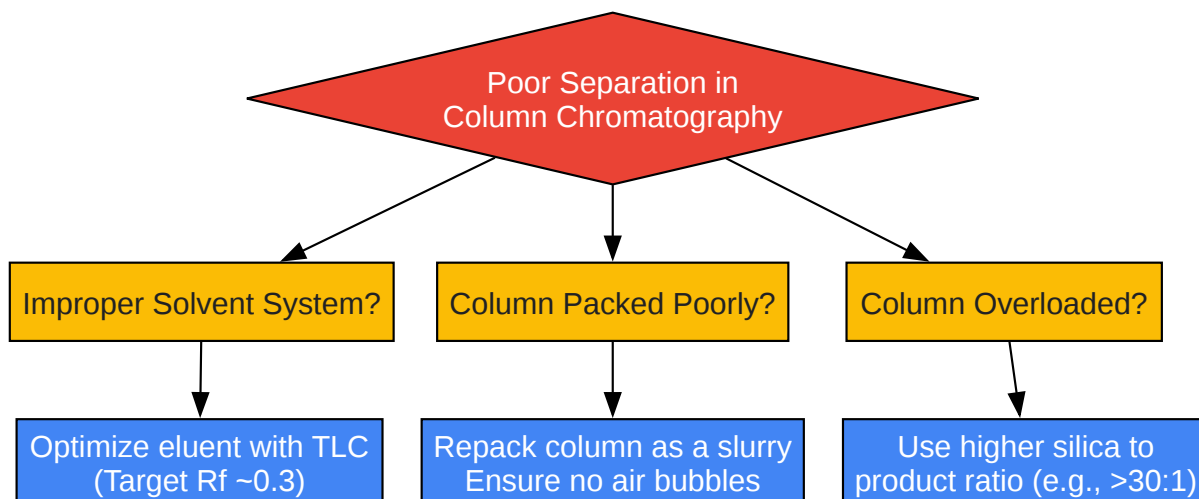 Poor Separation in
Column Chromatography
Improper Solvent System?
Column Packed Poorly?
Column Overloaded?
Optimize eluent with TLC
(Target Rf ~0.3)
Repack column as a slurry
Ensure no air bubbles
Use higher silica to
product ratio (e.g., >30:1)